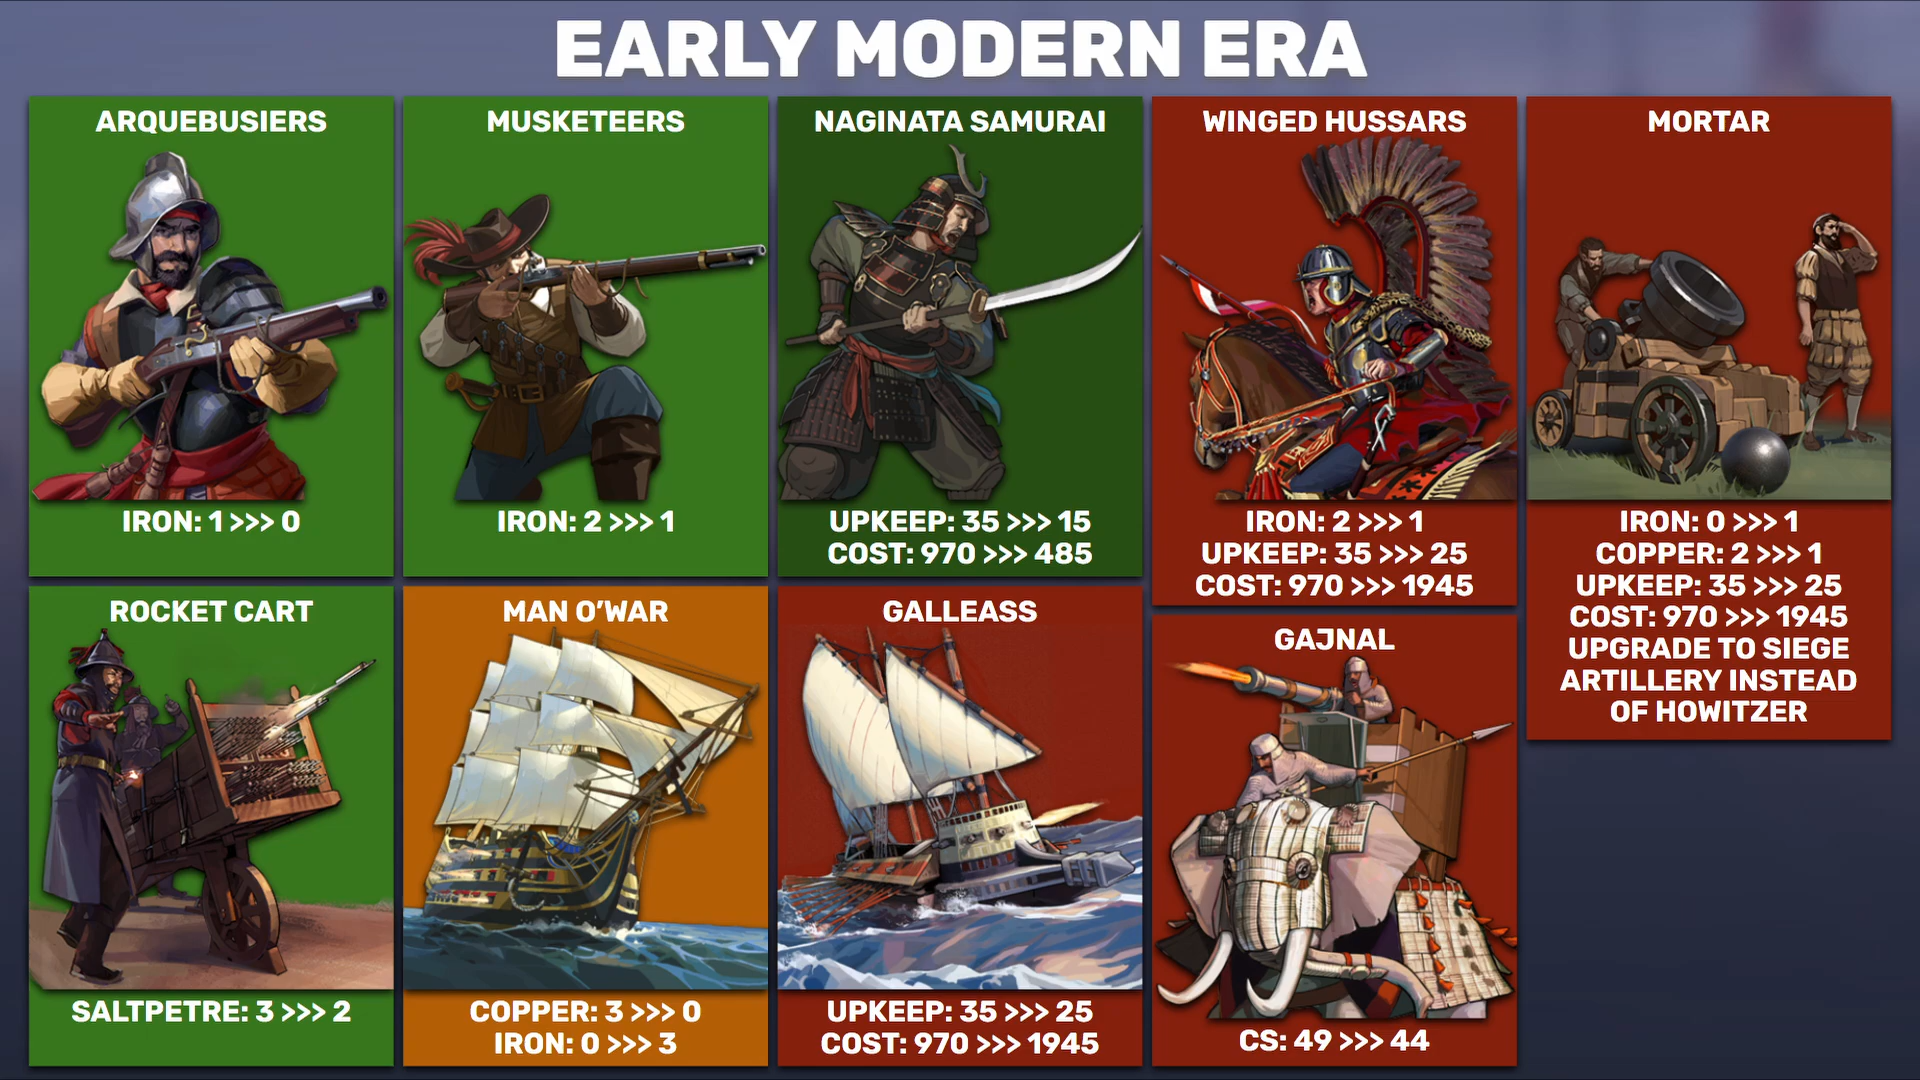 EARLY MODERN ERA
ARQUEBUSIERS
IRON: 1 >>> 0
MUSKETEERS
IRON: 2 >>> 1
NAGINATA SAMURAI
UPKEEP: 35 >>> 15
COST: 970 >>> 485
WINGED HUSSARS
IRON: 2 >>> 1
UPKEEP: 35 >>> 25
COST: 970 >>> 1945
MORTAR
IRON: 0 >>> 1
COPPER: 2 >>> 1
UPKEEP: 35 >>> 25
COST: 970 >>> 1945
UPGRADE TO SIEGE
ARTILLERY INSTEAD
OF HOWITZER
ROCKET CART
SALTPETRE: 3 >>> 2
MAN O’WAR
COPPER: 3 >>> 0
IRON: 0 >>> 3
GALLEASS
UPKEEP: 35 >>> 25
COST: 970 >>> 1945
GAJNAL
CS: 49 >>> 44